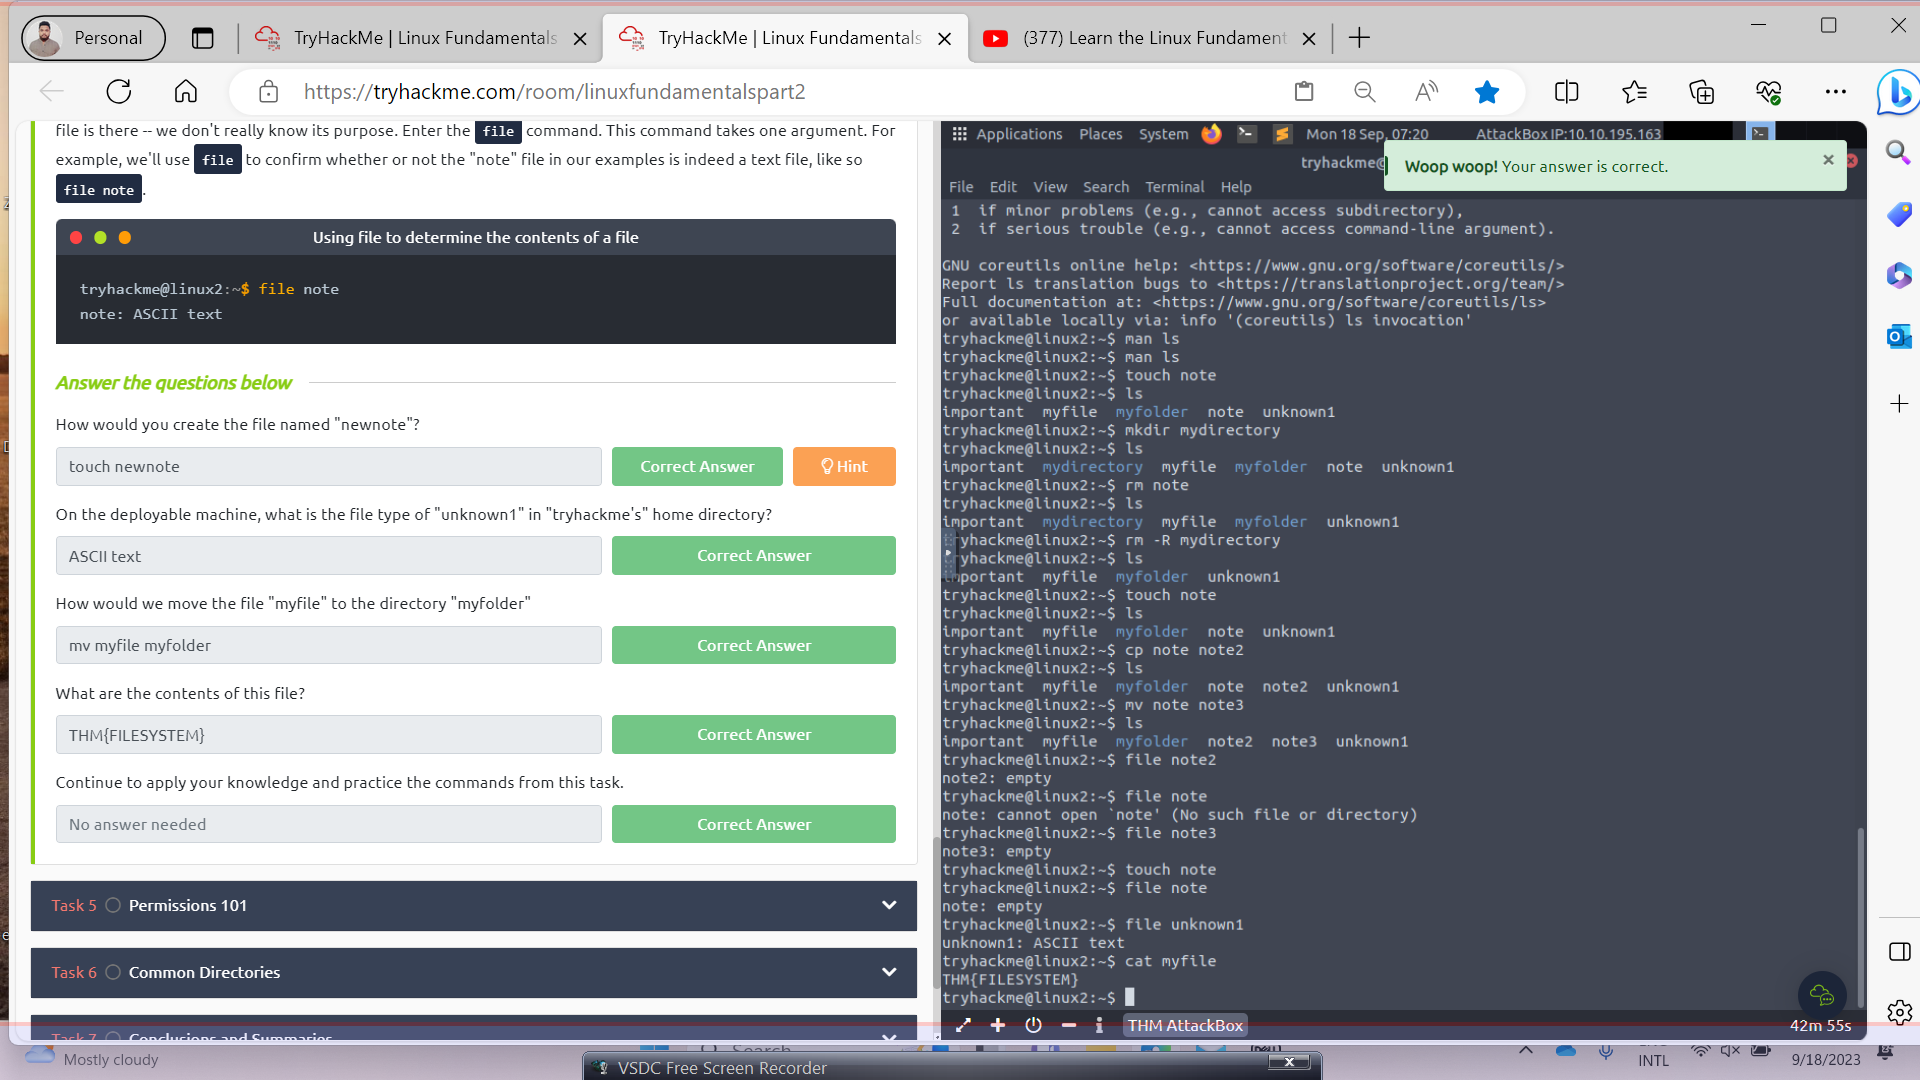 Personal
TryHackMe | Linux Fundamentals
TryHackMe | Linux Fundamentals
(377) Learn the Linux Fundament
https://tryhackme.com/room/linuxfundamentalspart2
file is there -- we don't really know its purpose. Enter the file command. This command takes one argument. For
example, we'll use file to confirm whether or not the "note" file in our examples is indeed a text file, like so
file note .
Using file to determine the contents of a file
tryhackme@linux2:~$ file note
note: ASCII text
Answer the questions below
How would you create the file named "newnote"?
touch newnote
Correct Answer
Hint
On the deployable machine, what is the file type of "unknown1" in "tryhackme's" home directory?
ASCII text
Correct Answer
How would we move the file "myfile" to the directory "myfolder"
mv myfile myfolder
Correct Answer
What are the contents of this file?
THM{FILESYSTEM}
Correct Answer
Continue to apply your knowledge and practice the commands from this task.
No answer needed
Correct Answer
Task 5 Permissions 101
Task 6 Common Directories
Task 7 Conclusions and Summaries
Applications Places System Mon 18 Sep, 07:20 AttackBox IP:10.10.195.163
tryhackme@
Woop woop! Your answer is correct.
File Edit View Search Terminal Help
1 if minor problems (e.g., cannot access subdirectory),
2 if serious trouble (e.g., cannot access command-line argument).
GNU coreutils online help: <https://www.gnu.org/software/coreutils/>
Report ls translation bugs to <https://translationproject.org/team/>
Full documentation at: <https://www.gnu.org/software/coreutils/ls>
or available locally via: info '(coreutils) ls invocation'
tryhackme@linux2:~$ man ls
tryhackme@linux2:~$ man ls
tryhackme@linux2:~$ touch note
tryhackme@linux2:~$ ls
important myfile myfolder note unknown1
tryhackme@linux2:~$ mkdir mydirectory
tryhackme@linux2:~$ ls
important mydirectory myfile myfolder note unknown1
tryhackme@linux2:~$ rm note
tryhackme@linux2:~$ ls
important mydirectory myfile myfolder unknown1
tryhackme@linux2:~$ rm -R mydirectory
tryhackme@linux2:~$ ls
important myfile myfolder unknown1
tryhackme@linux2:~$ touch note
tryhackme@linux2:~$ ls
important myfile myfolder note unknown1
tryhackme@linux2:~$ cp note note2
tryhackme@linux2:~$ ls
important myfile myfolder note note2 unknown1
tryhackme@linux2:~$ mv note note3
tryhackme@linux2:~$ ls
important myfile myfolder note2 note3 unknown1
tryhackme@linux2:~$ file note2
note2: empty
tryhackme@linux2:~$ file note
note: cannot open `note' (No such file or directory)
tryhackme@linux2:~$ file note3
note3: empty
tryhackme@linux2:~$ touch note
tryhackme@linux2:~$ file note
note: empty
tryhackme@linux2:~$ file unknown1
unknown1: ASCII text
tryhackme@linux2:~$ cat myfile
THM{FILESYSTEM}
tryhackme@linux2:~$
THM AttackBox
42m 55s
Mostly cloudy
Search
VSDC Free Screen Recorder
ENG
INTL
9/18/2023